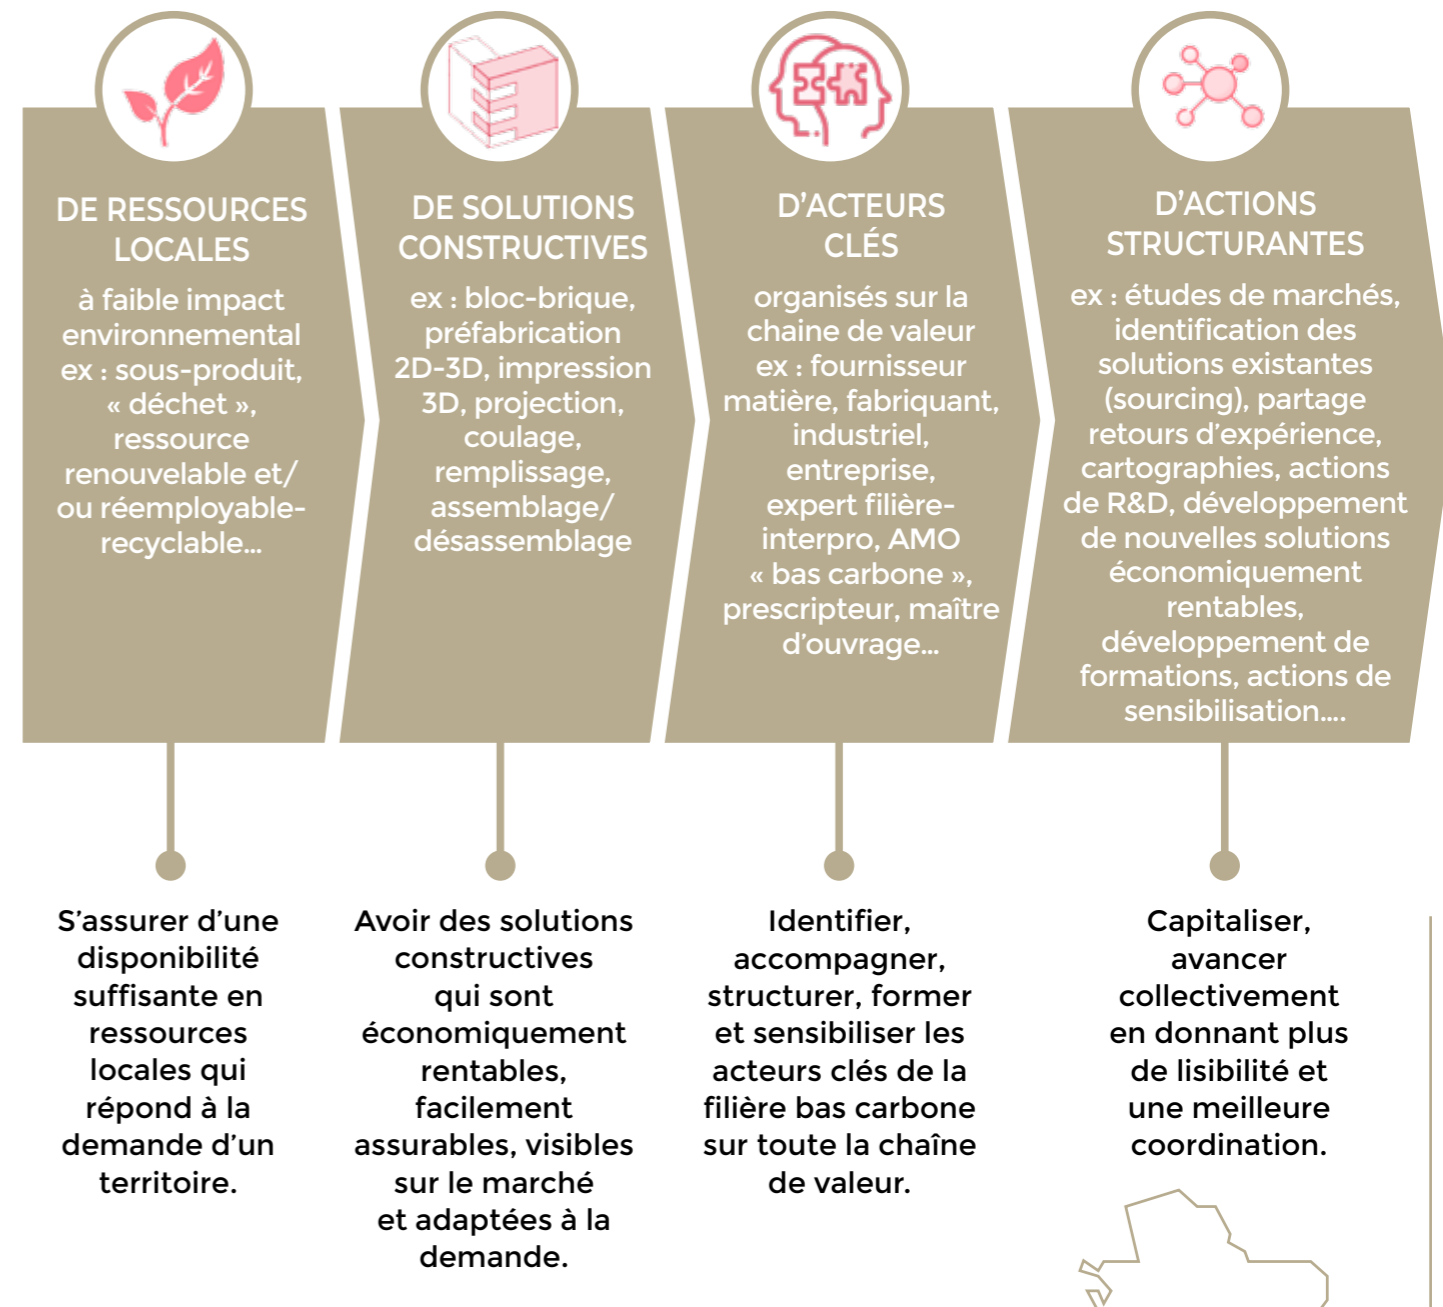 DE RESSOURCES
LOCALES
à faible impact
environnemental
ex : sous-produit,
« déchet »,
ressource
renouvelable et/
ou réemployable-
recyclable...
DE SOLUTIONS
CONSTRUCTIVES
ex : bloc-brique,
préfabrication
2D-3D, impression
3D, projection,
coulage,
remplissage,
assemblage/
désassemblage
D’ACTEURS
CLÉS
organisés sur la
chaine de valeur
ex : fournisseur
matière, fabriquant,
industriel,
entreprise,
expert filière-
interpro, AMO
« bas carbone »,
prescripteur, maître
d’ouvrage...
D’ACTIONS
STRUCTURANTES
ex : études de marchés,
identification des
solutions existantes
(sourcing), partage
retours d’expérience,
cartographies, actions
de R&D, développement
de nouvelles solutions
économiquement
rentables,
développement de
formations, actions de
sensibilisation....
S’assurer d’une
disponibilité
suffisante en
ressources
locales qui
répond à la
demande d’un
territoire.
Avoir des solutions
constructives
qui sont
économiquement
rentables,
facilement
assurables, visibles
sur le marché
et adaptées à la
demande.
Identifier,
accompagner,
structurer, former
et sensibiliser les
acteurs clés de la
filière bas carbone
sur toute la chaîne
de valeur.
Capitaliser,
avancer
collectivement
en donnant plus
de lisibilité et
une meilleure
coordination.